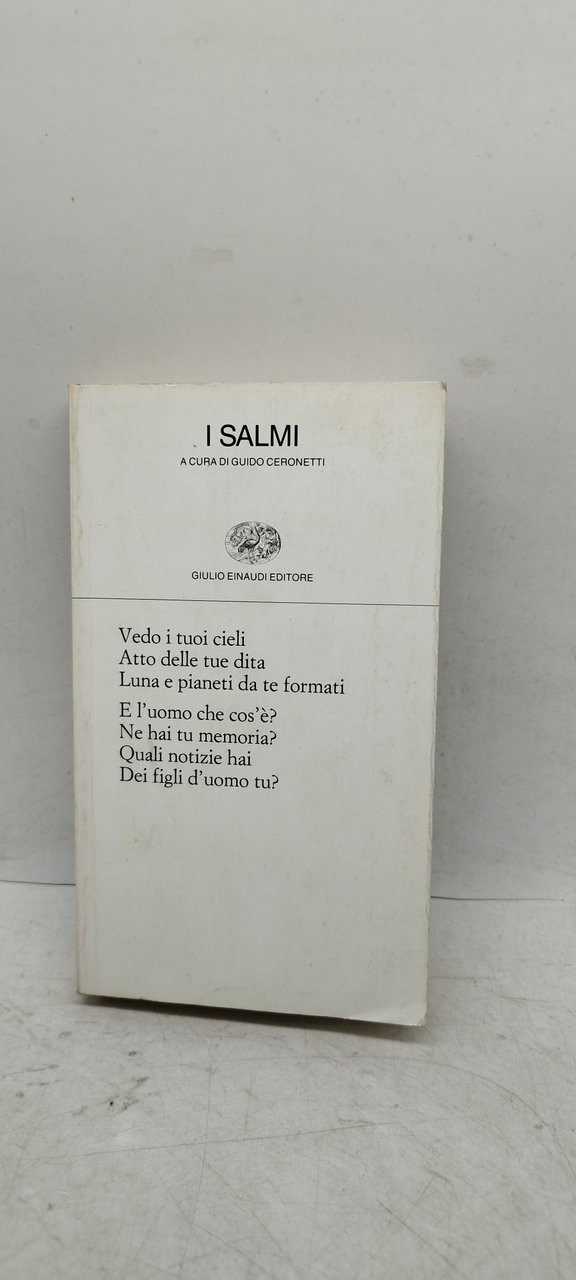 I SALMI
A CURA DI GUIDO CERONETTI
GIULIO EINAUDI EDITORE
Vedo i tuoi cieli
Atto delle tue dita
Luna e pianeti da te formati
E l'uomo che cos'è?
Ne hai tu memoria?
Quali notizie hai
Dei figli d'uomo tu?